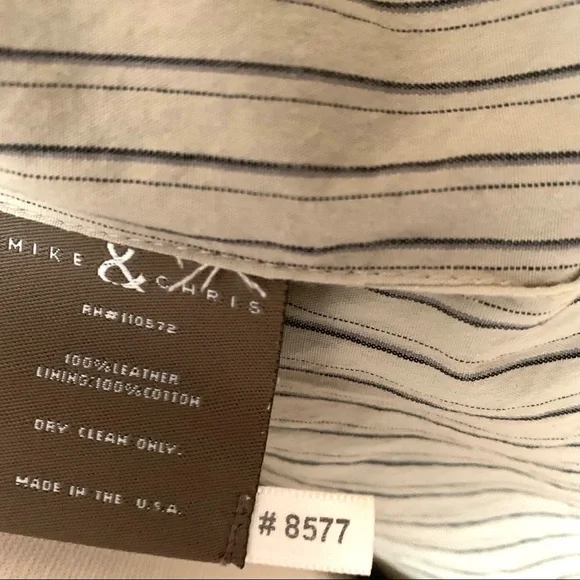 MIKE & CHRIS
RN#110572
100%LEATHER
LINING:100%COTTON
DRY CLEAN ONLY.
MADE IN THE U.S.A.
#8577